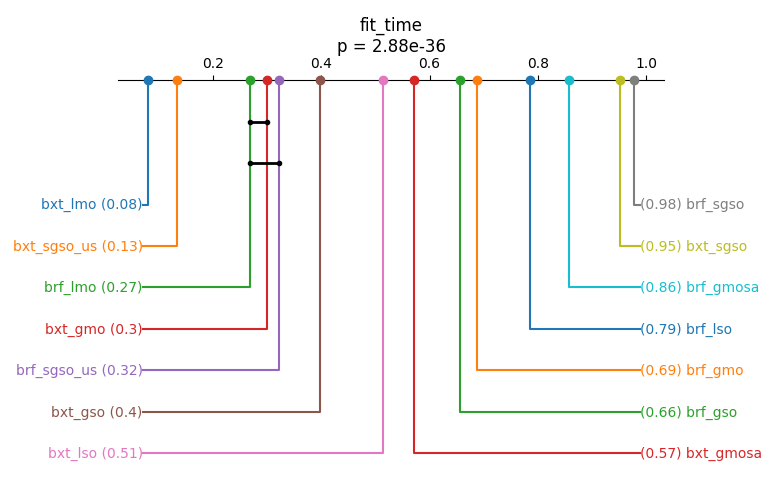 fit_time
p = 2.88e-36
0.2 0.4 0.6 0.8 1.0
bxt_lmo (0.08) (0.98) brf_sgso
bxt_sgso_us (0.13) (0.95) bxt_sgso
brf_lmo (0.27) (0.86) brf_gmosa
bxt_gmo (0.3) (0.79) brf_lso
brf_sgso_us (0.32) (0.69) brf_gmo
bxt_gso (0.4) (0.66) brf_gso
bxt_lso (0.51) (0.57) bxt_gmosa